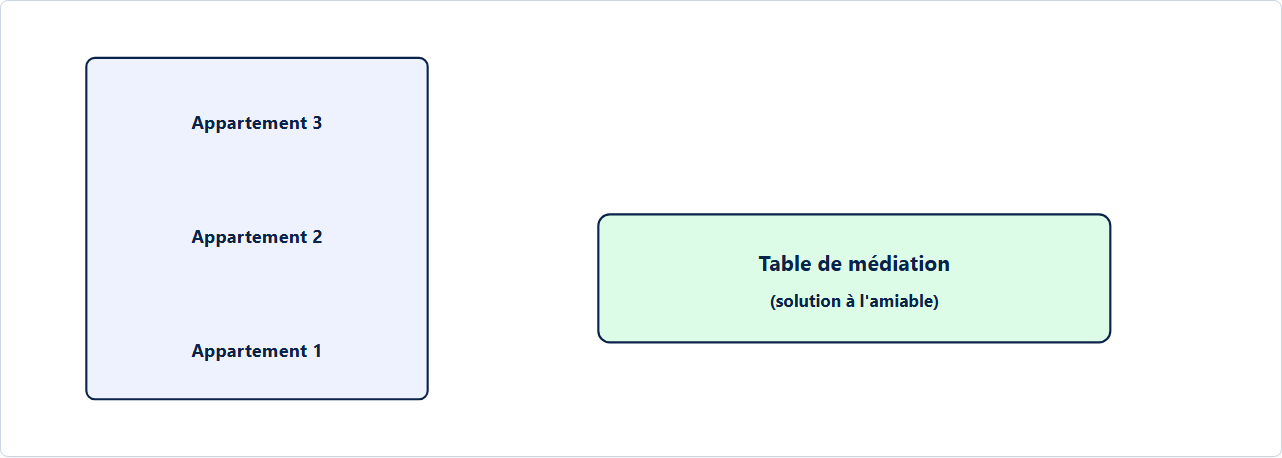 Appartement 3
Appartement 2
Appartement 1
Table de médiation
(solution à l'amiable)